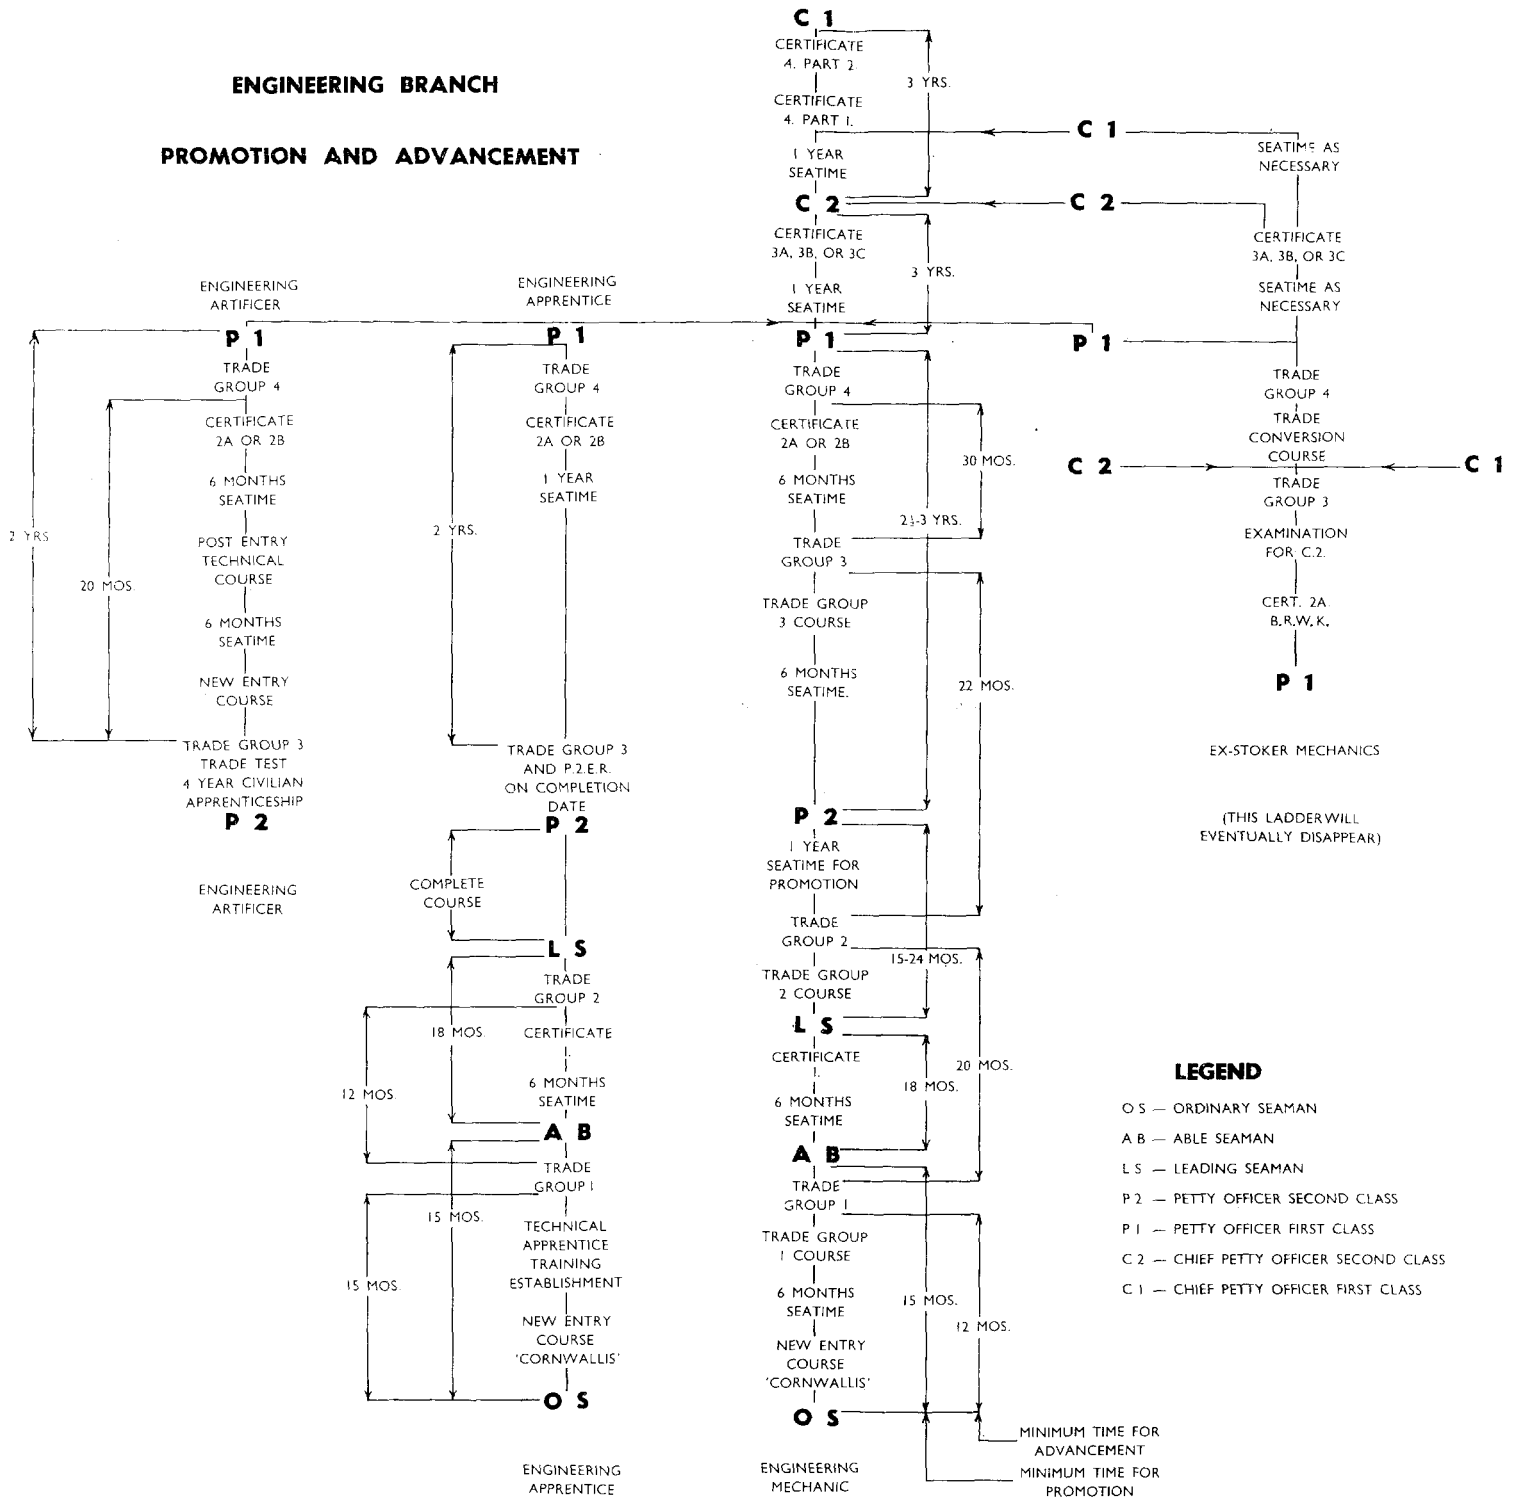 ENGINEERING BRANCH
PROMOTION AND ADVANCEMENT
ENGINEERING
ARTIFICER
P 1
TRADE
GROUP 4
CERTIFICATE
2A OR 2B
6 MONTHS
SEATIME
POST ENTRY
TECHNICAL
COURSE
6 MONTHS
SEATIME
NEW ENTRY
COURSE
TRADE GROUP 3
TRADE TEST
4 YEAR CIVILIAN
APPRENTICESHIP
P 2
ENGINEERING
ARTIFICER
2 YRS
20 MOS.
ENGINEERING
APPRENTICE
P 1
TRADE
GROUP 4
CERTIFICATE
2A OR 2B
1 YEAR
SEATIME
2 YRS.
TRADE GROUP 3
AND P.2.E.R.
ON COMPLETION
DATE
P 2
COMPLETE
COURSE
L S
TRADE
GROUP 2
CERTIFICATE
18 MOS.
6 MONTHS
SEATIME
12 MOS.
A B
TRADE
GROUP 1
15 MOS.
TECHNICAL
APPRENTICE
TRAINING
ESTABLISHMENT
15 MOS.
NEW ENTRY
COURSE
'CORNWALLIS'
O S
ENGINEERING
APPRENTICE
C 1
CERTIFICATE
4. PART 2.
3 YRS.
CERTIFICATE
4. PART 1.
1 YEAR
SEATIME
C 2
CERTIFICATE
3A, 3B, OR 3C
3 YRS.
1 YEAR
SEATIME
P 1
TRADE
GROUP 4
CERTIFICATE
2A OR 2B
30 MOS.
6 MONTHS
SEATIME
2½-3 YRS.
TRADE
GROUP 3
TRADE GROUP
3 COURSE
6 MONTHS
SEATIME.
22 MOS.
P 2
1 YEAR
SEATIME FOR
PROMOTION
TRADE
GROUP 2
15-24 MOS.
TRADE GROUP
2 COURSE
L S
CERTIFICATE
1.
20 MOS.
18 MOS.
6 MONTHS
SEATIME
A B
TRADE
GROUP 1
TRADE GROUP
1 COURSE
6 MONTHS
SEATIME
15 MOS.
12 MOS.
NEW ENTRY
COURSE
'CORNWALLIS'
O S
MINIMUM TIME FOR
ADVANCEMENT
MINIMUM TIME FOR
PROMOTION
ENGINEERING
MECHANIC
C 1
SEATIME AS
NECESSARY
C 2
CERTIFICATE
3A, 3B, OR 3C
SEATIME AS
NECESSARY
P 1
TRADE
GROUP 4
TRADE
CONVERSION
COURSE
C 2
C 1
TRADE
GROUP 3
EXAMINATION
FOR C.2.
CERT. 2A
B.R.W.K.
P 1
EX-STOKER MECHANICS
(THIS LADDER WILL
EVENTUALLY DISAPPEAR)
LEGEND
O S — ORDINARY SEAMAN
A B — ABLE SEAMAN
L S — LEADING SEAMAN
P 2 — PETTY OFFICER SECOND CLASS
P 1 — PETTY OFFICER FIRST CLASS
C 2 — CHIEF PETTY OFFICER SECOND CLASS
C 1 — CHIEF PETTY OFFICER FIRST CLASS